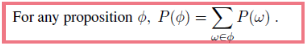 For any proposition ϕ, P(ϕ) = ∑ P(ω) .
ω∈ϕ